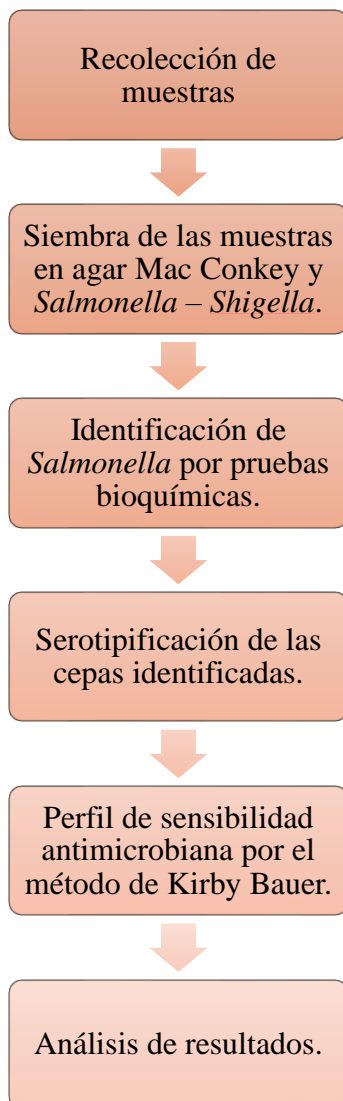 Recolección de
muestras
Siembra de las muestras
en agar Mac Conkey y
Salmonella – Shigella.
Identificación de
Salmonella por pruebas
bioquímicas.
Serotipificación de las
cepas identificadas.
Perfil de sensibilidad
antimicrobiana por el
método de Kirby Bauer.
Análisis de resultados.